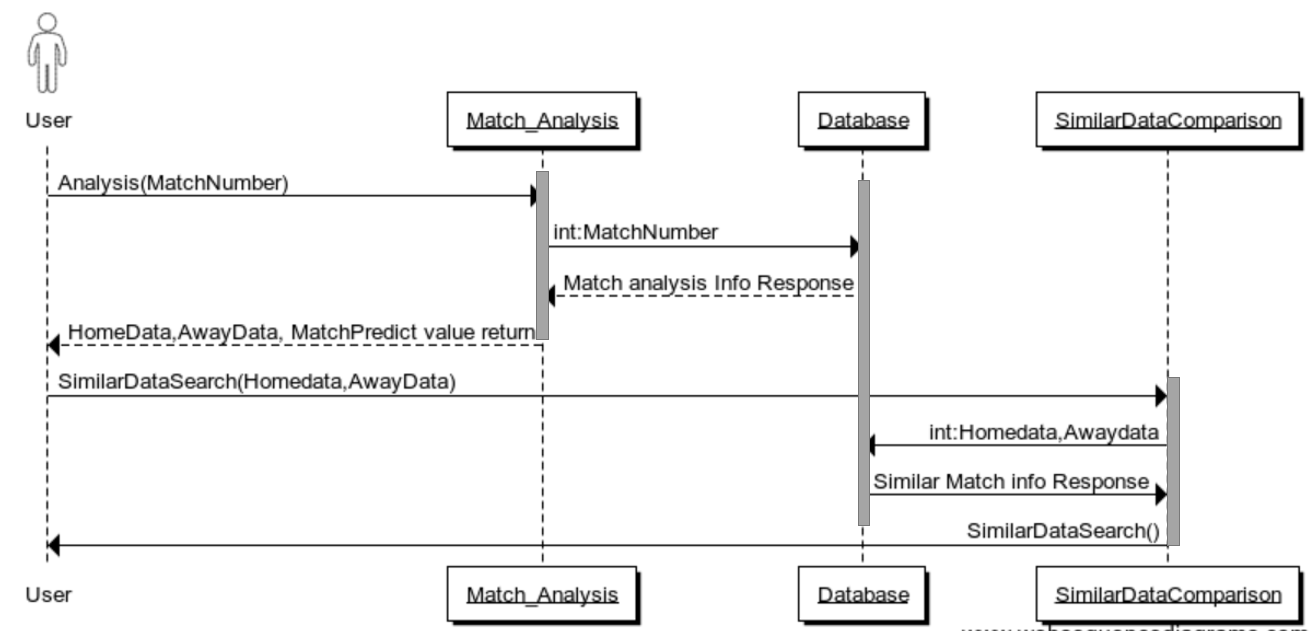 User
Match_Analysis
Database
SimilarDataComparison
Analysis(MatchNumber)
int:MatchNumber
Match analysis Info Response
HomeData,AwayData, MatchPredict value return
SimilarDataSearch(Homedata,AwayData)
int:Homedata,Awaydata
Similar Match info Response
SimilarDataSearch()
User
Match_Analysis
Database
SimilarDataComparison